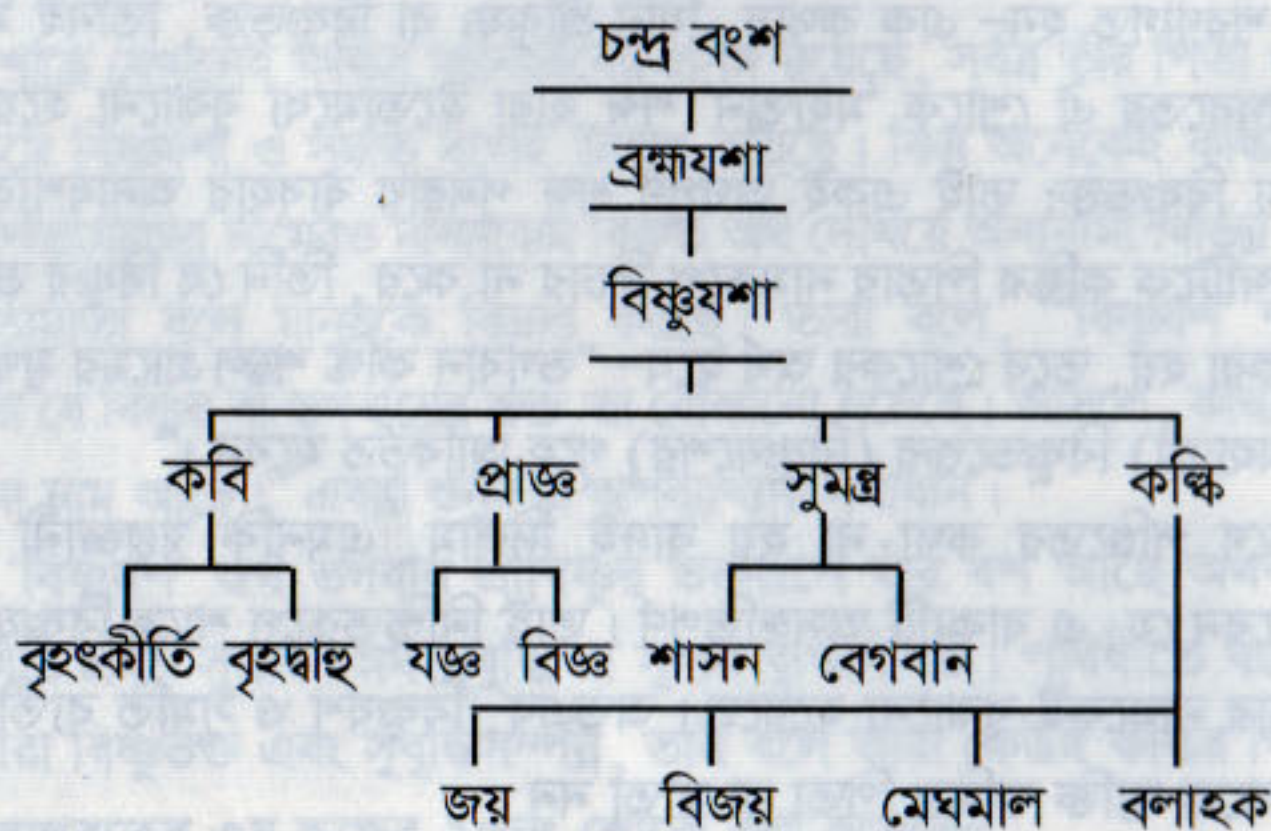 চন্দ্র বংশ
ব্রহ্মযশা
বিষ্ণুযশা
কবি প্রাজ্ঞ সুমন্ত্র কল্কি
বৃহৎকীর্তি বৃহদ্বাহু যজ্ঞ বিজ্ঞ শাসন বেগবান
জয় বিজয় মেঘমাল বলাহক